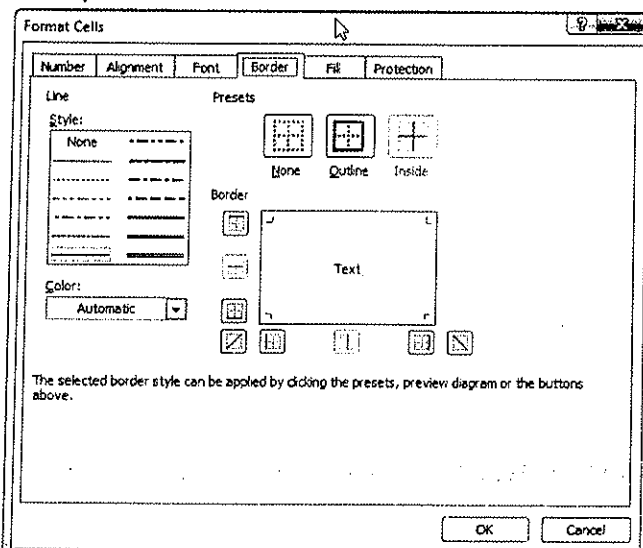 Format Cells
Number Alignment Font Border Fill Protection
Line
Style:
None
Color:
Automatic
Presets
None Outline Inside
Border
Text
The selected border style can be applied by clicking the presets, preview diagram or the buttons
above.
OK Cancel